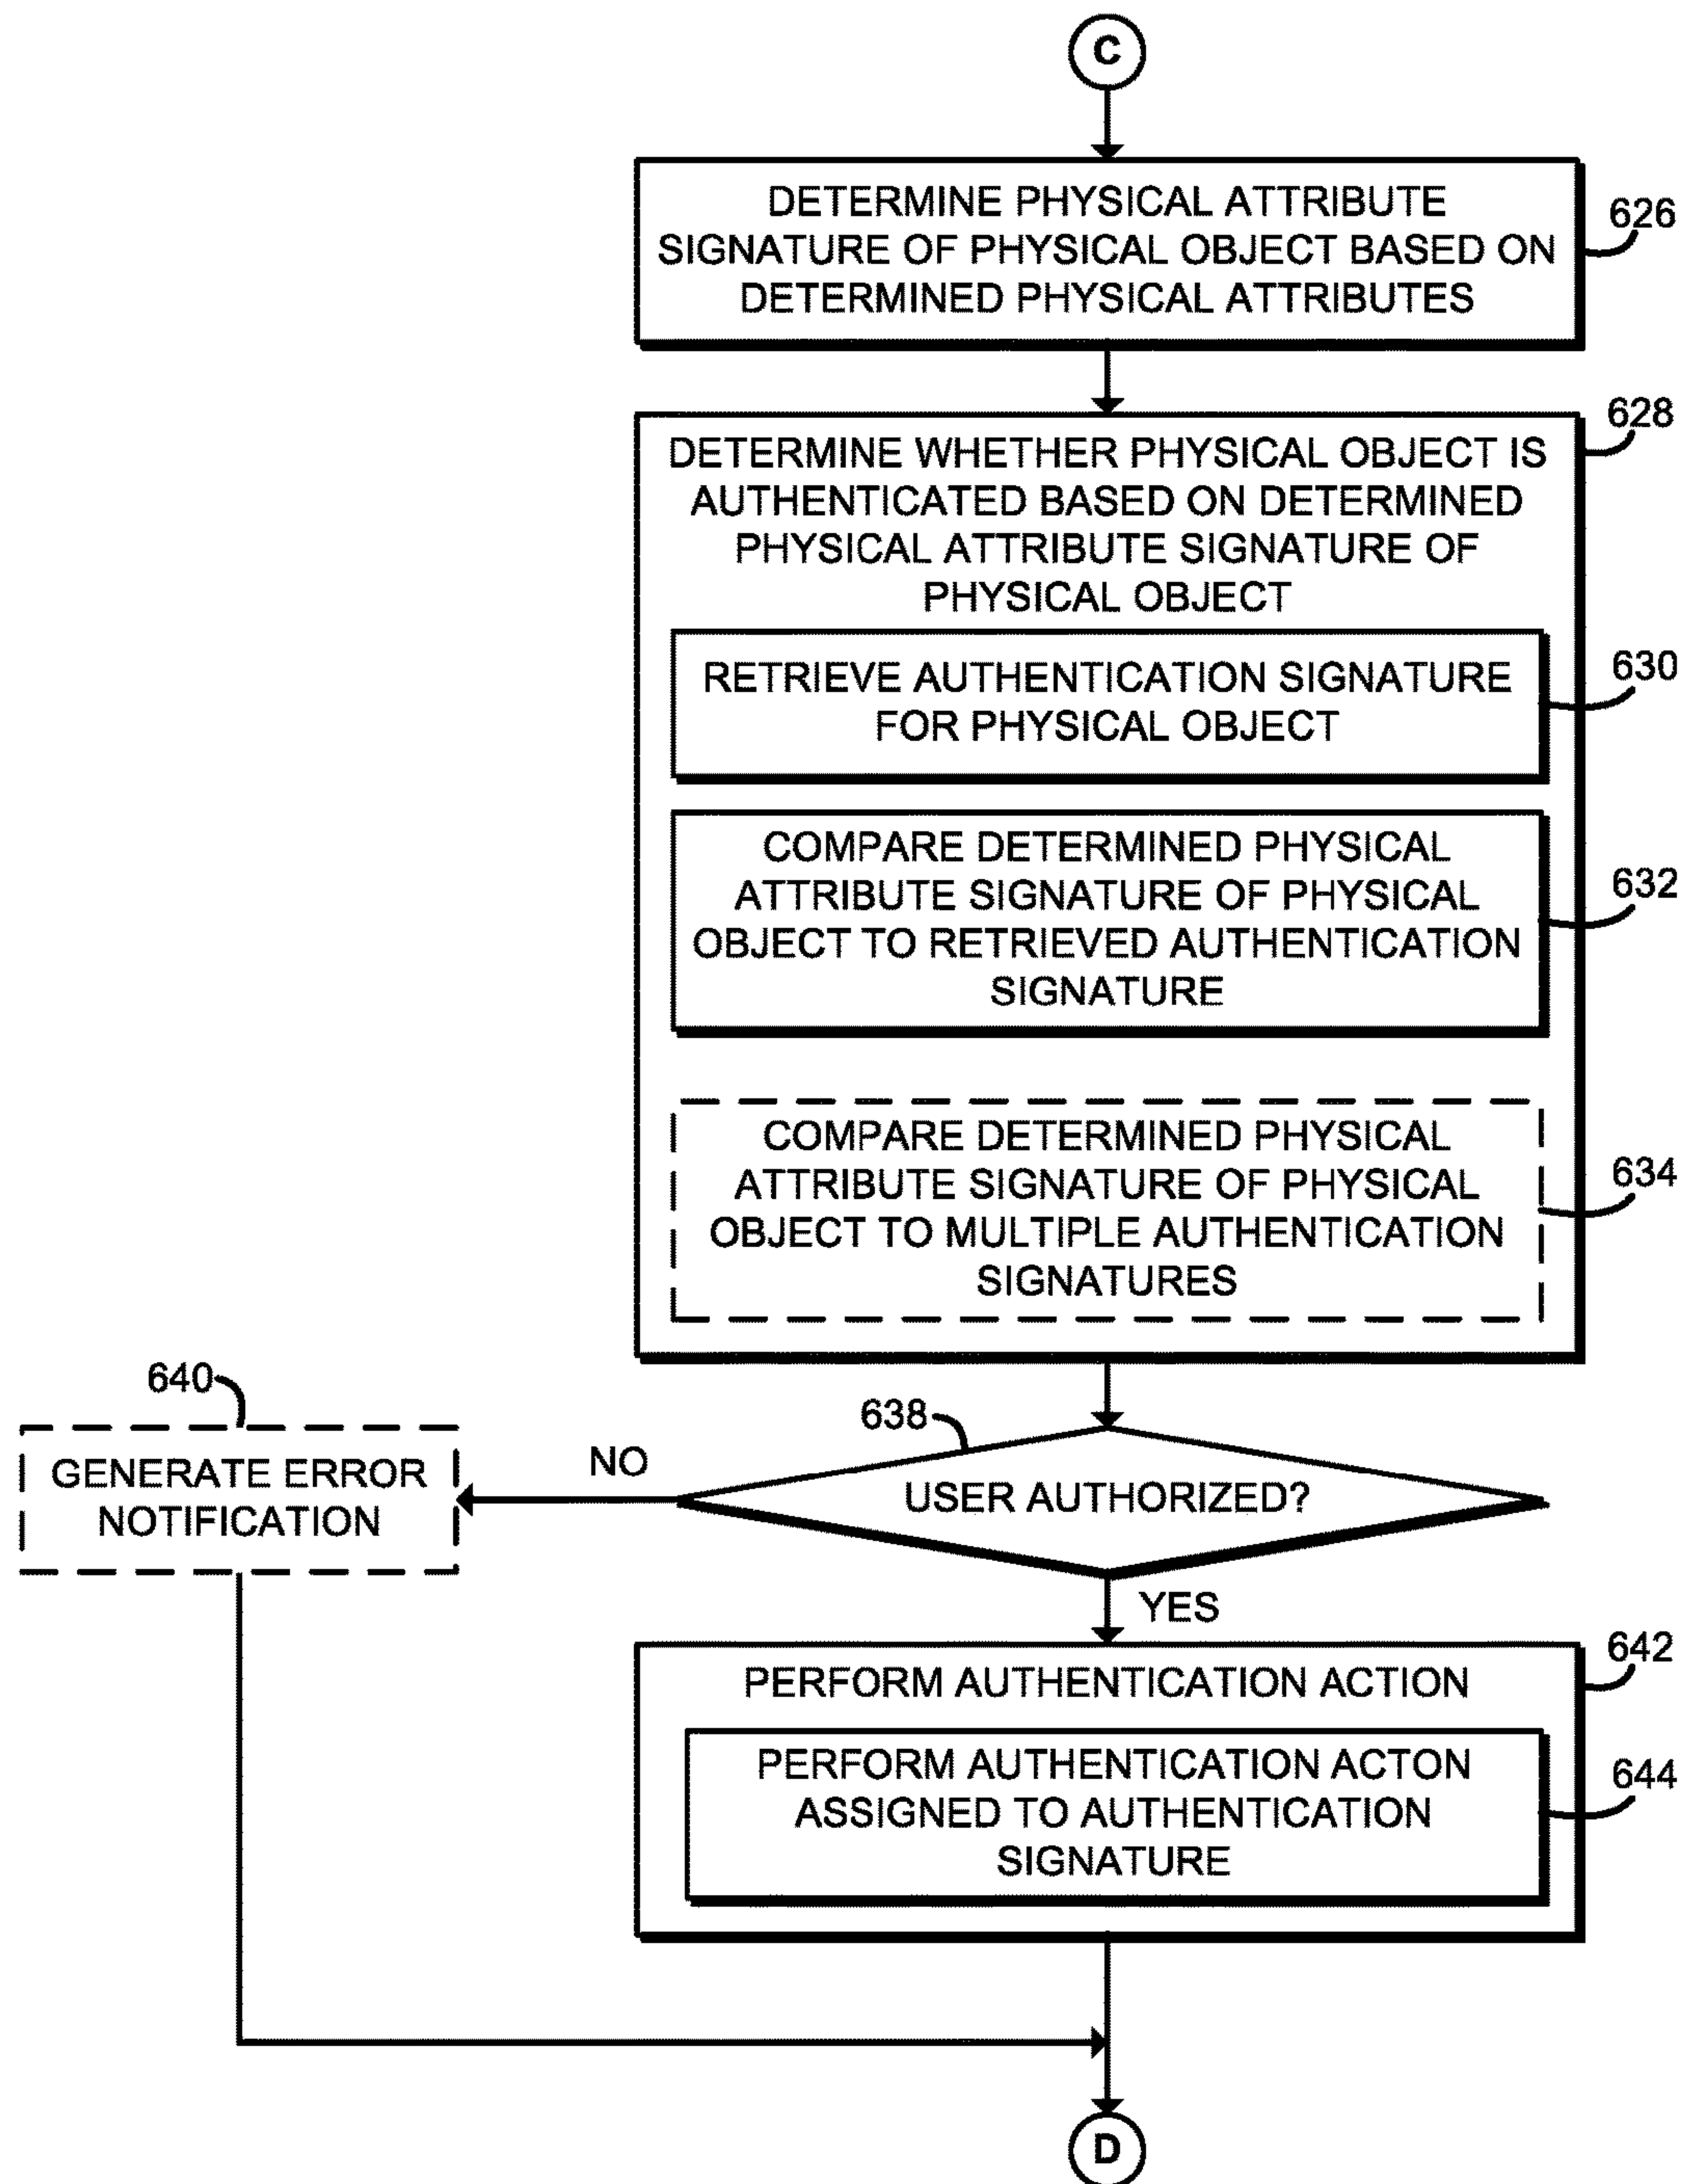 C
DETERMINE PHYSICAL ATTRIBUTE
SIGNATURE OF PHYSICAL OBJECT BASED ON
DETERMINED PHYSICAL ATTRIBUTES
626
628
DETERMINE WHETHER PHYSICAL OBJECT IS
AUTHENTICATED BASED ON DETERMINED
PHYSICAL ATTRIBUTE SIGNATURE OF
PHYSICAL OBJECT
RETRIEVE AUTHENTICATION SIGNATURE
FOR PHYSICAL OBJECT
630
COMPARE DETERMINED PHYSICAL
ATTRIBUTE SIGNATURE OF PHYSICAL
OBJECT TO RETRIEVED AUTHENTICATION
SIGNATURE
632
COMPARE DETERMINED PHYSICAL
ATTRIBUTE SIGNATURE OF PHYSICAL
OBJECT TO MULTIPLE AUTHENTICATION
SIGNATURES
634
640
638
GENERATE ERROR
NOTIFICATION
NO
USER AUTHORIZED?
YES
642
PERFORM AUTHENTICATION ACTION
PERFORM AUTHENTICATION ACTON
ASSIGNED TO AUTHENTICATION
SIGNATURE
644
D